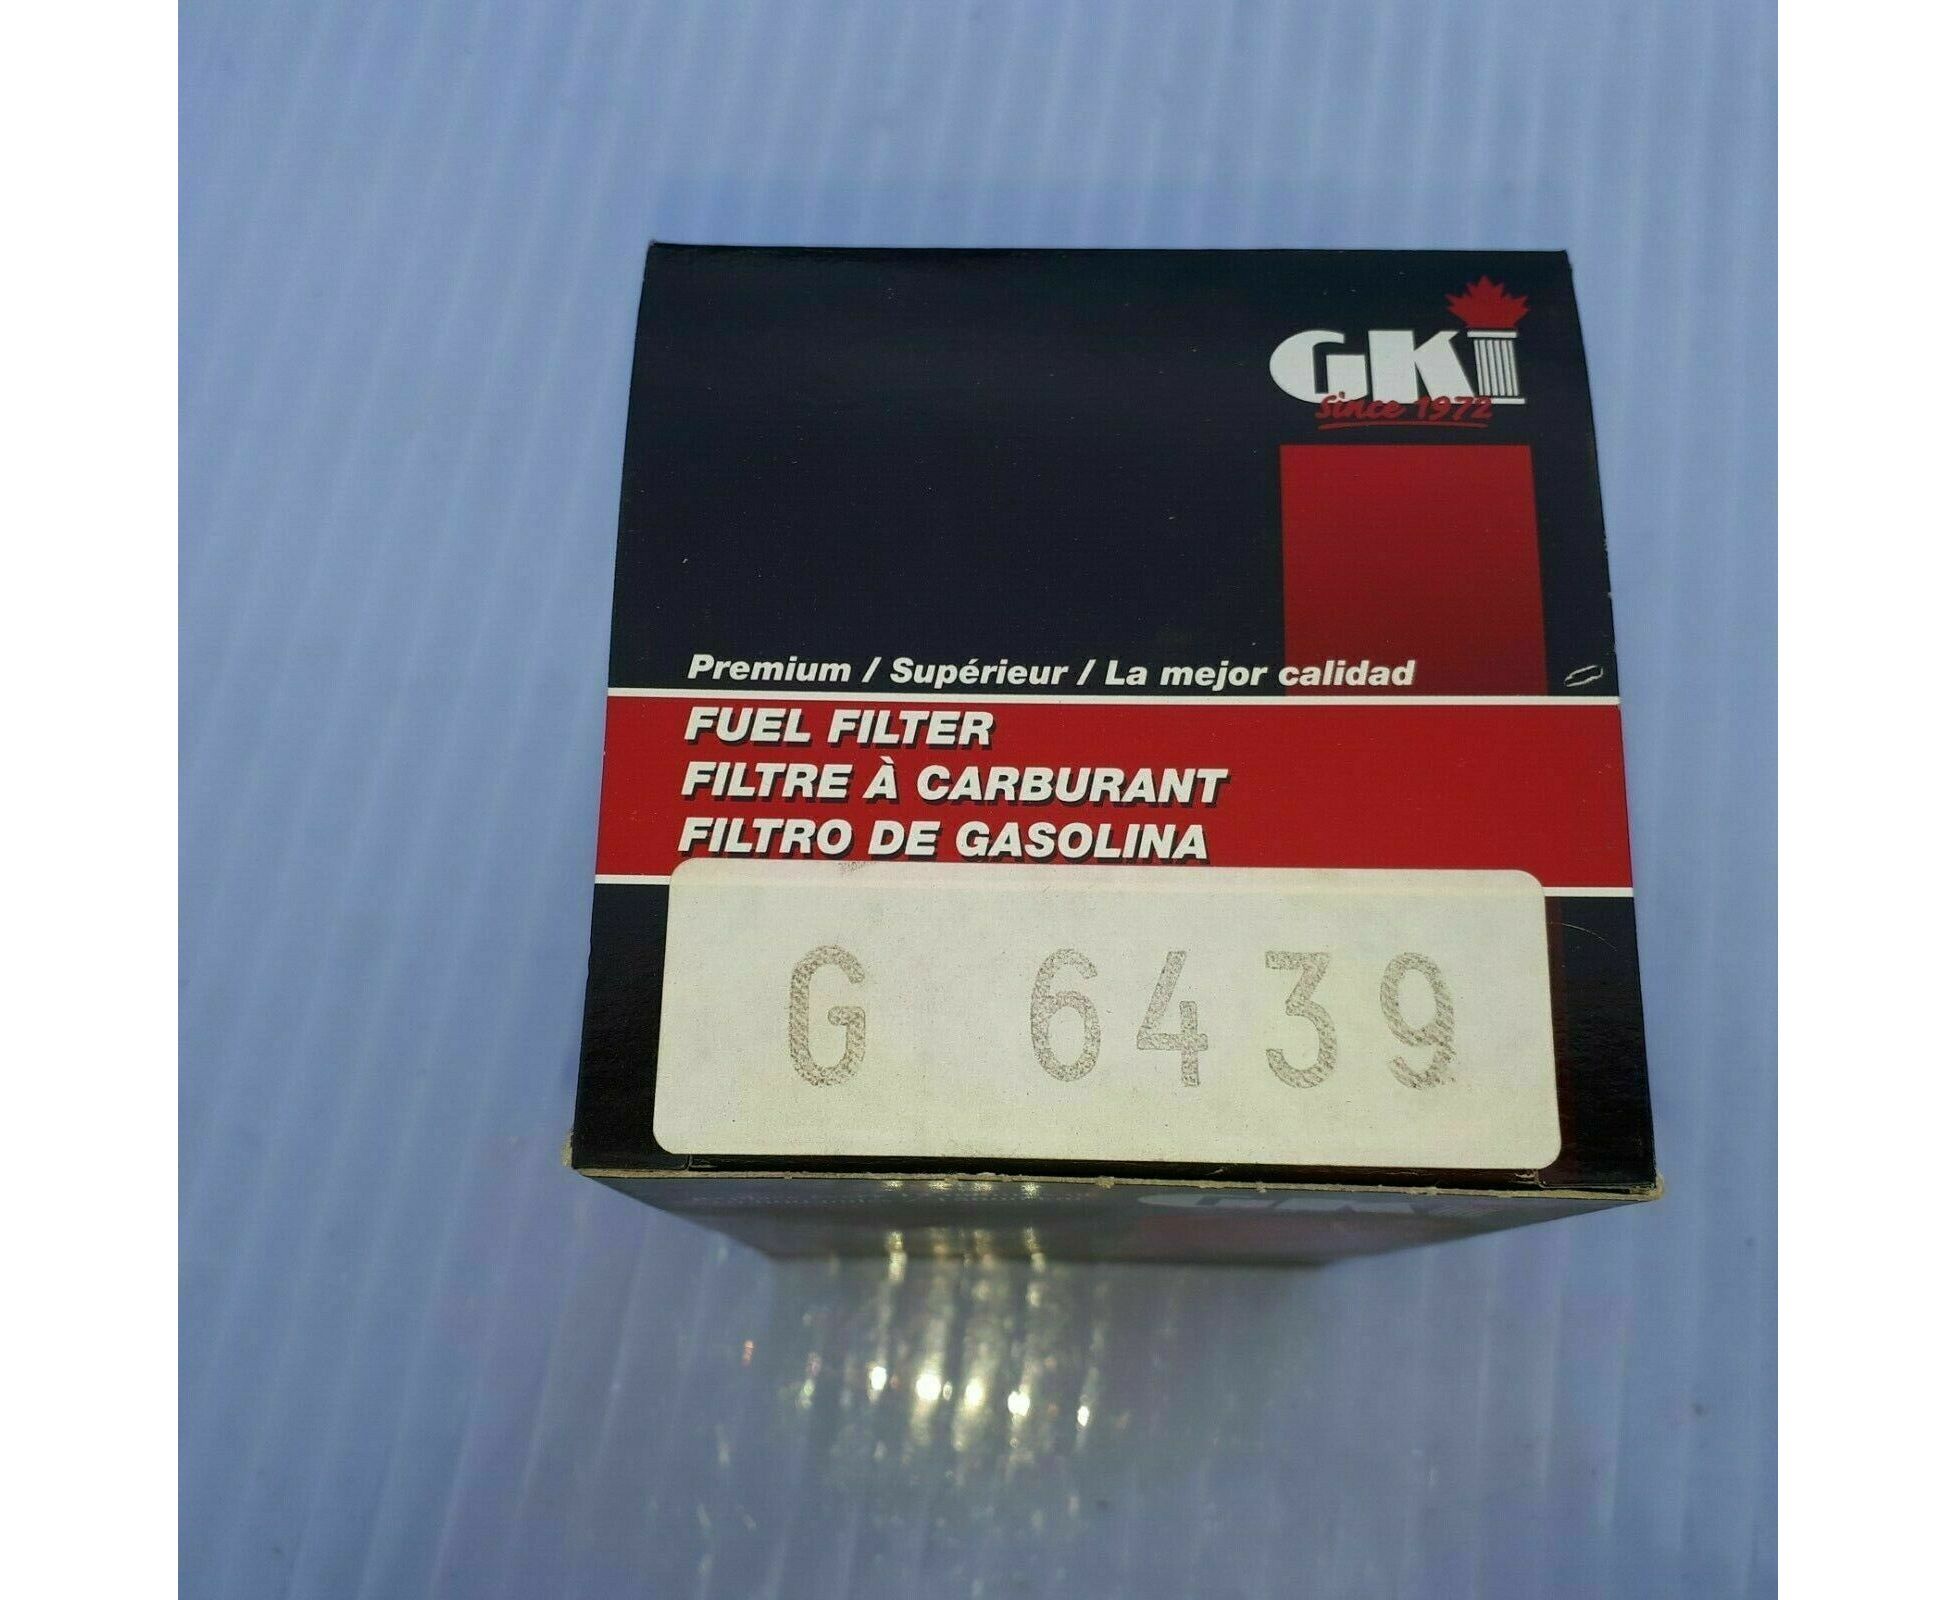 GKI
Since 1972
Premium / Supérieur / La mejor calidad
FUEL FILTER
FILTRE À CARBURANT
FILTRO DE GASOLINA
G 6439